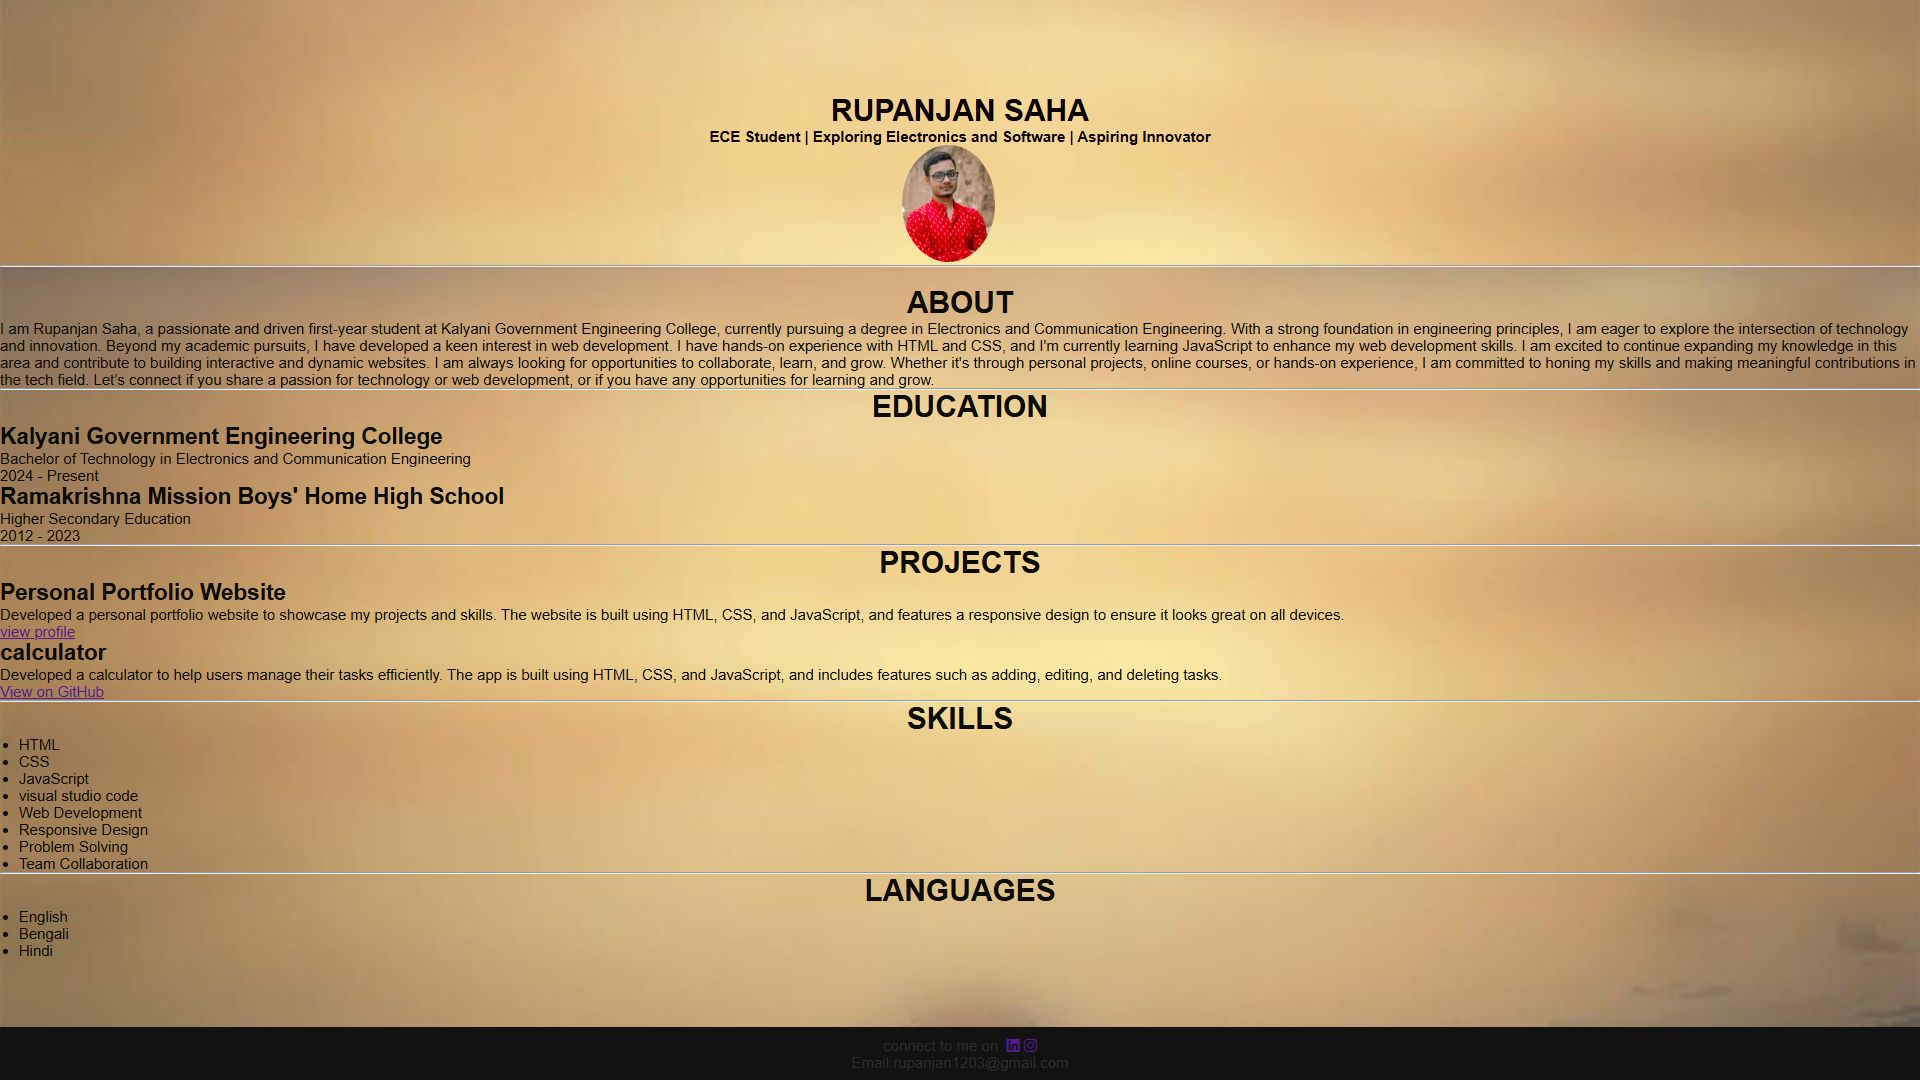 RUPANJAN SAHA
ECE Student | Exploring Electronics and Software | Aspiring Innovator
ABOUT
I am Rupanjan Saha, a passionate and driven first-year student at Kalyani Government Engineering College, currently pursuing a degree in Electronics and Communication Engineering. With a strong foundation in engineering principles, I am eager to explore the intersection of technology
and innovation. Beyond my academic pursuits, I have developed a keen interest in web development. I have hands-on experience with HTML and CSS, and I'm currently learning JavaScript to enhance my web development skills. I am excited to continue expanding my knowledge in this
area and contribute to building interactive and dynamic websites. I am always looking for opportunities to collaborate, learn, and grow. Whether it's through personal projects, online courses, or hands-on experience, I am committed to honing my skills and making meaningful contributions in
the tech field. Let’s connect if you share a passion for technology or web development, or if you have any opportunities for learning and grow.
EDUCATION
Kalyani Government Engineering College
Bachelor of Technology in Electronics and Communication Engineering
2024 - Present
Ramakrishna Mission Boys' Home High School
Higher Secondary Education
2012 - 2023
PROJECTS
Personal Portfolio Website
Developed a personal portfolio website to showcase my projects and skills. The website is built using HTML, CSS, and JavaScript, and features a responsive design to ensure it looks great on all devices.
view profile
calculator
Developed a calculator to help users manage their tasks efficiently. The app is built using HTML, CSS, and JavaScript, and includes features such as adding, editing, and deleting tasks.
View on GitHub
SKILLS
• HTML
• CSS
• JavaScript
• visual studio code
• Web Development
• Responsive Design
• Problem Solving
• Team Collaboration
LANGUAGES
• English
• Bengali
• Hindi
connect to me on:
Email:rupanjan1203@gmail.com